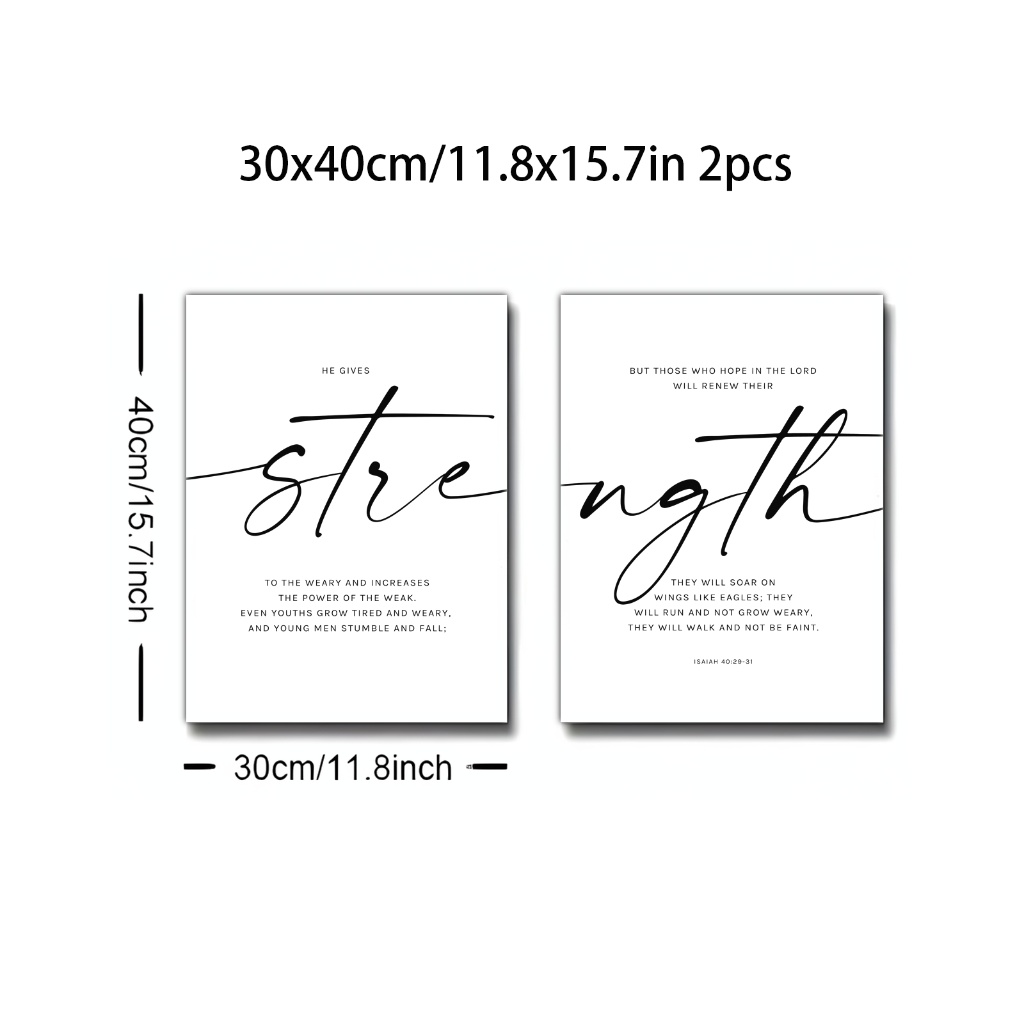 30x40cm/11.8x15.7in 2pcs
40cm/15.7inch
HE GIVES
stre
TO THE WEARY AND INCREASES
THE POWER OF THE WEAK.
EVEN YOUTHS GROW TIRED AND WEARY,
AND YOUNG MEN STUMBLE AND FALL;
BUT THOSE WHO HOPE IN THE LORD
WILL RENEW THEIR
ngth
THEY WILL SOAR ON
WINGS LIKE EAGLES; THEY
WILL RUN AND NOT GROW WEARY,
THEY WILL WALK AND NOT BE FAINT.
ISAIAH 40:29-31
30cm/11.8inch